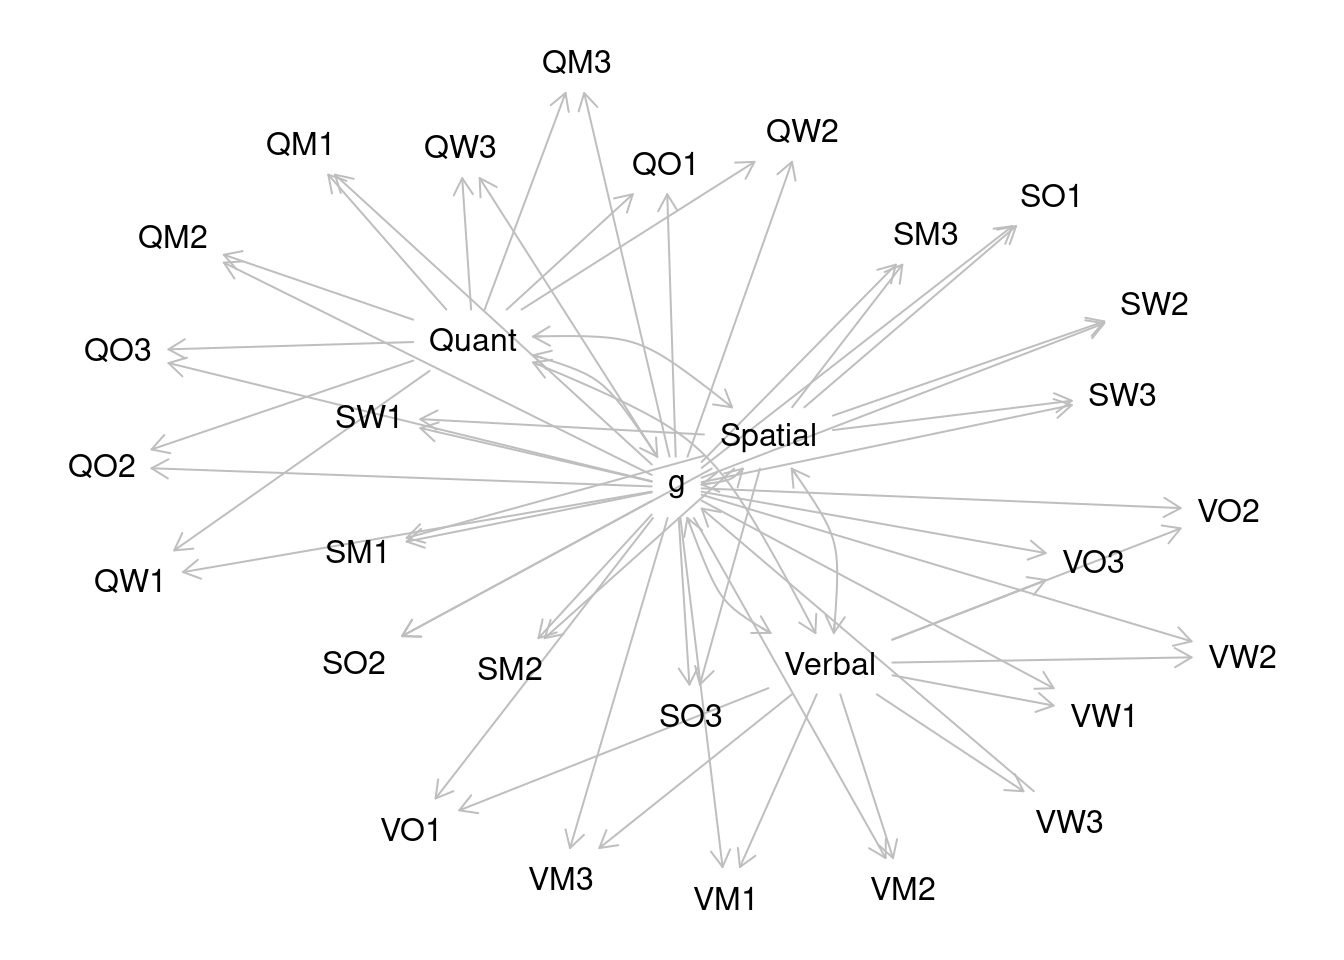 QM3
QW2
QM1
QW3
QO1
SO1
SM3
QM2
SW2
Quant
QO3
SW3
SW1
Spatial
QO2
g
VO2
SM1
VO3
QW1
SO2
SM2
Verbal
VW2
SO3
VW1
VO1
VW3
VM3
VM1
VM2